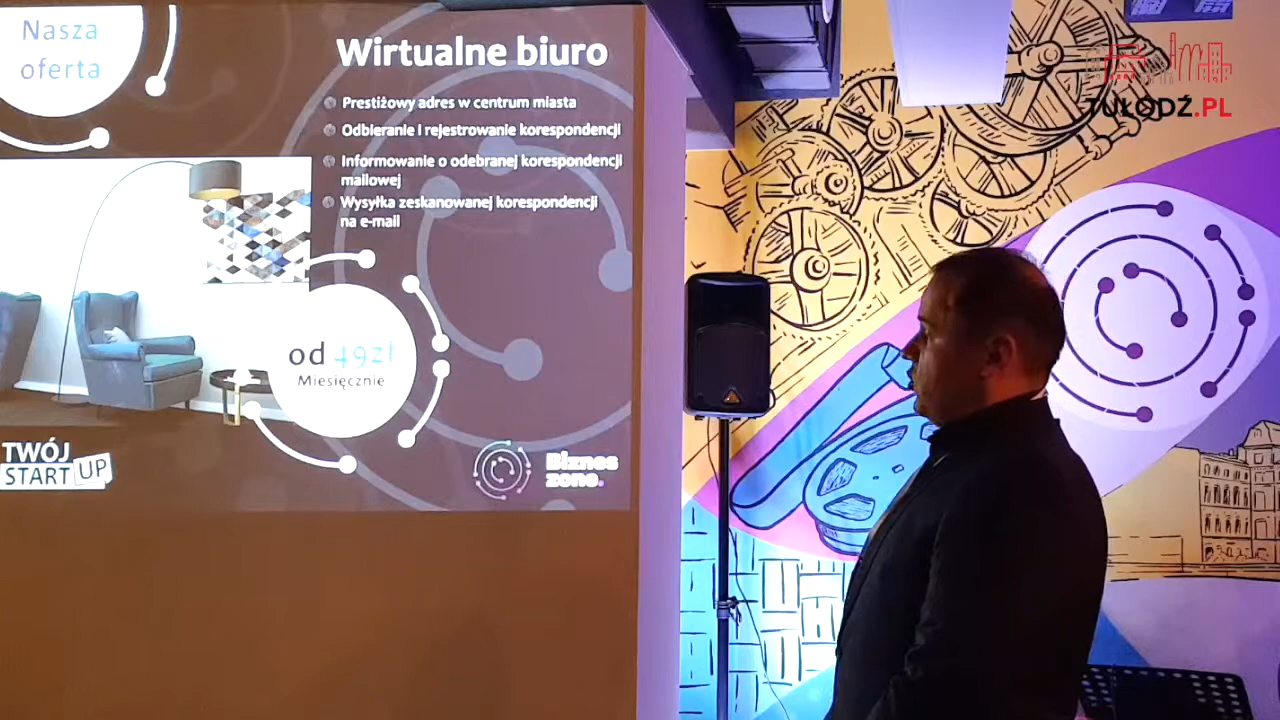 Nasza
oferta
Wirtualne biuro
Prestiżowy adres w centrum miasta
Odbieranie i rejestrowanie korespondencji
Informowanie o odebranej korespondencji
mailowej
Wysyłka zeskanowanej korespondencji
na e-mail
od 49zł
Miesięcznie
TWÓJ
START UP
Biznes
zone.
TUŁODŹ.PL